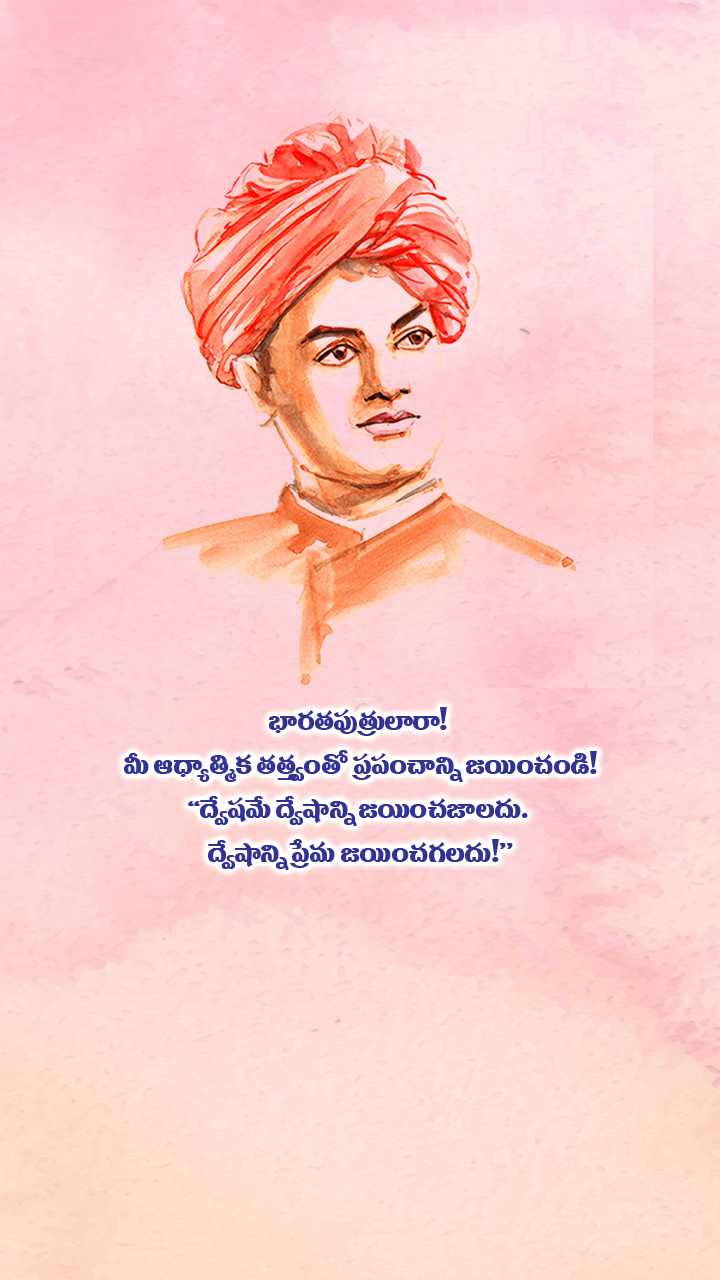 భారతపుత్రులారా!
మీ ఆధ్యాత్మిక తత్త్వంతో ప్రపంచాన్ని జయించండి!
“ద్వేషమే ద్వేషాన్ని జయించజాలదు.
ద్వేషాన్ని ప్రేమ జయించగలదు!”